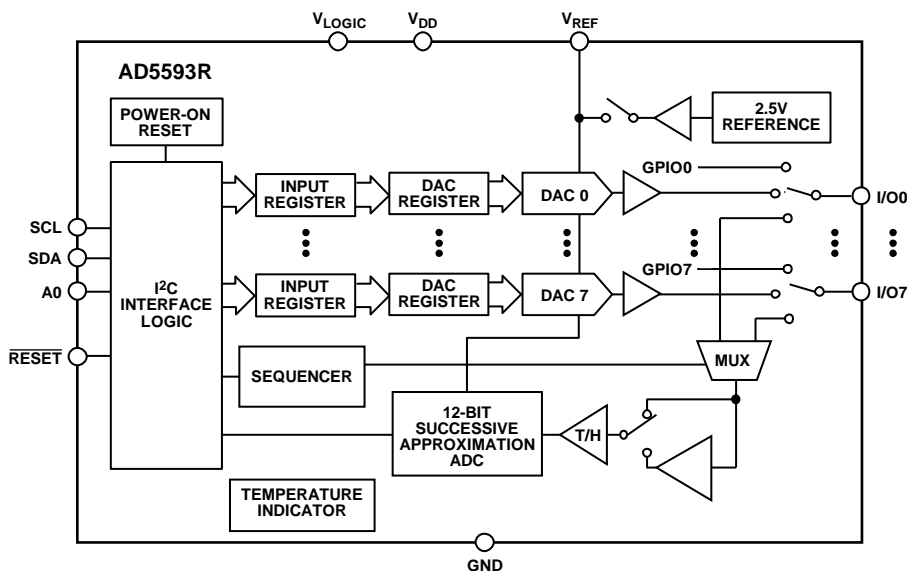 VLOGIC
VDD
VREF
AD5593R
POWER-ON
RESET
2.5V
REFERENCE
GPIO0
INPUT
REGISTER
DAC
REGISTER
DAC 0
I/O0
SCL
SDA
A0
RESET
I2C
INTERFACE
LOGIC
GPIO7
INPUT
REGISTER
DAC
REGISTER
DAC 7
I/O7
SEQUENCER
MUX
12-BIT
SUCCESSIVE
APPROXIMATION
ADC
T/H
TEMPERATURE
INDICATOR
GND